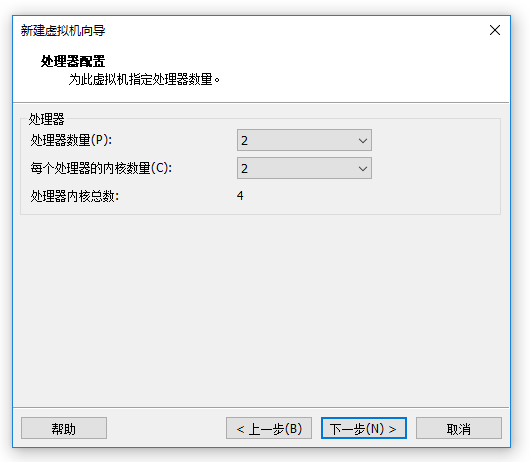 新建虚拟机向导
处理器配置
为此虚拟机指定处理器数量。
处理器
处理器数量(P): 2
每个处理器的内核数量(C): 2
处理器内核总数: 4
帮助 < 上一步(B) 下一步(N) > 取消